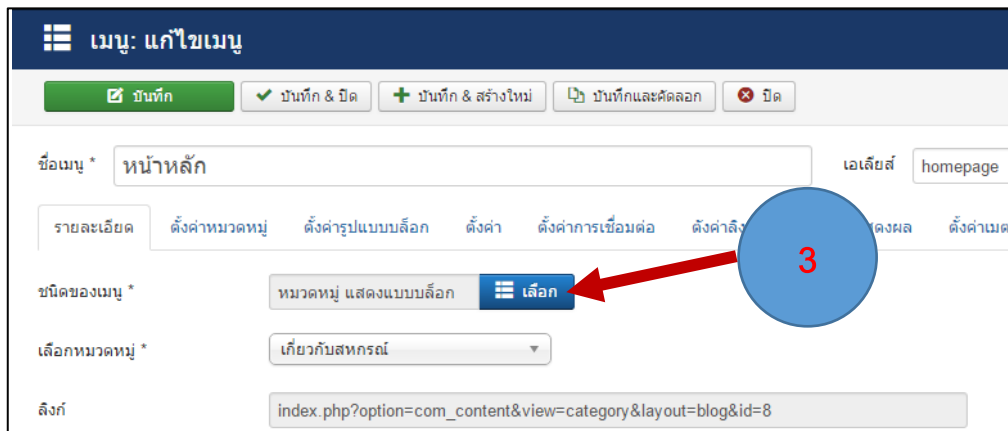 เมนู: แก้ไขเมนู
บันทึก บันทึก & ปิด บันทึก & สร้างใหม่ บันทึกและคัดลอก ปิด
ชื่อเมนู * หน้าหลัก เอเลียส์ homepage
รายละเอียด ตั้งค่าหมวดหมู่ ตั้งค่ารูปแบบบล็อก ตั้งค่า ตั้งค่าการเชื่อมต่อ
3
ชนิดของเมนู * หมวดหมู่ แสดงแบบบล็อก เลือก
เลือกหมวดหมู่ * เกี่ยวกับสหกรณ์
ลิงก์ index.php?option=com_content&view=category&layout=blog&id=8